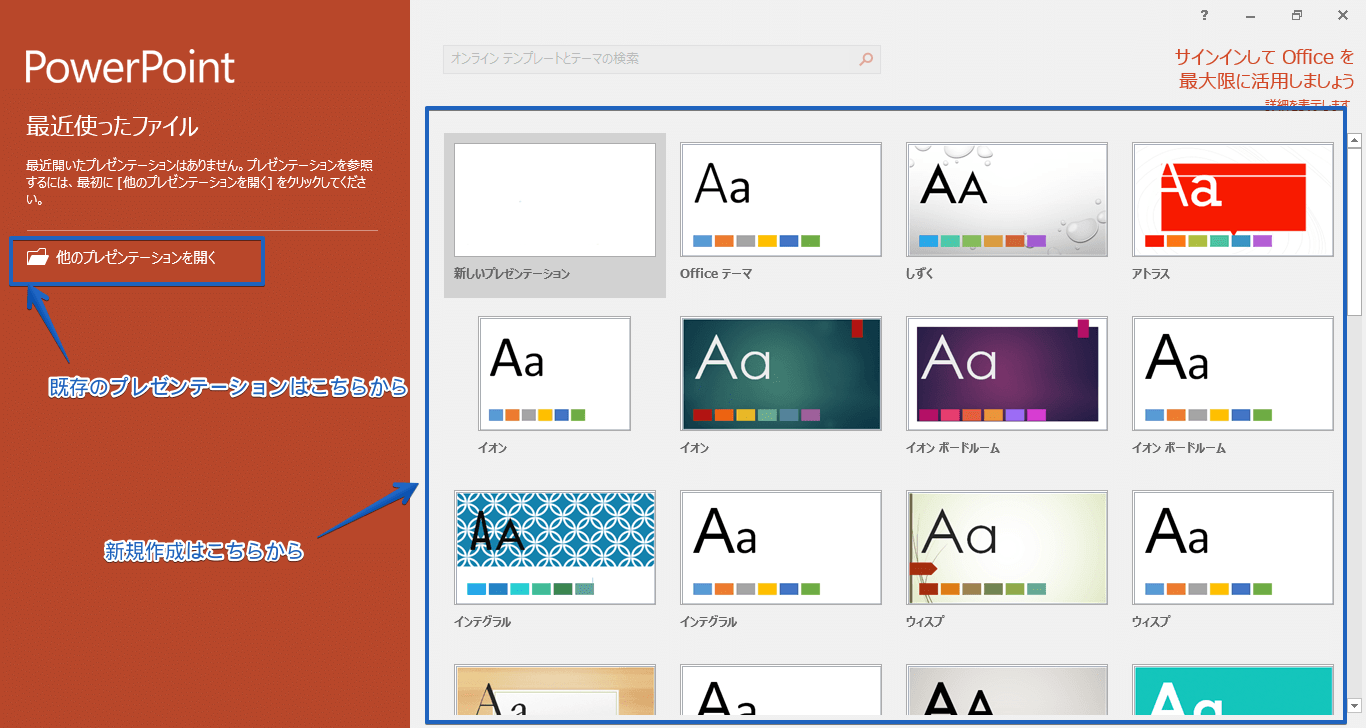 ?
PowerPoint
最近使ったファイル
最近開いたプレゼンテーションはありません。プレゼンテーションを参照
するには、最初に [他のプレゼンテーションを開く] をクリックしてくださ
い。
他のプレゼンテーションを開く
既存のプレゼンテーションはこちらから
新規作成はこちらから
オンライン テンプレートとテーマの検索
サインインして Office を
最大限に活用しましょう
詳細を表示します
Aa
AA
Aa
新しいプレゼンテーション
Office テーマ
しずく
アトラス
Aa
Aa
Aa
Aa
イオン
イオン
イオン ボードルーム
イオン ボードルーム
AA
Aa
Aa
Aa
インテグラル
インテグラル
ウィスプ
ウィスプ
Aa
Aa
AA
Aa